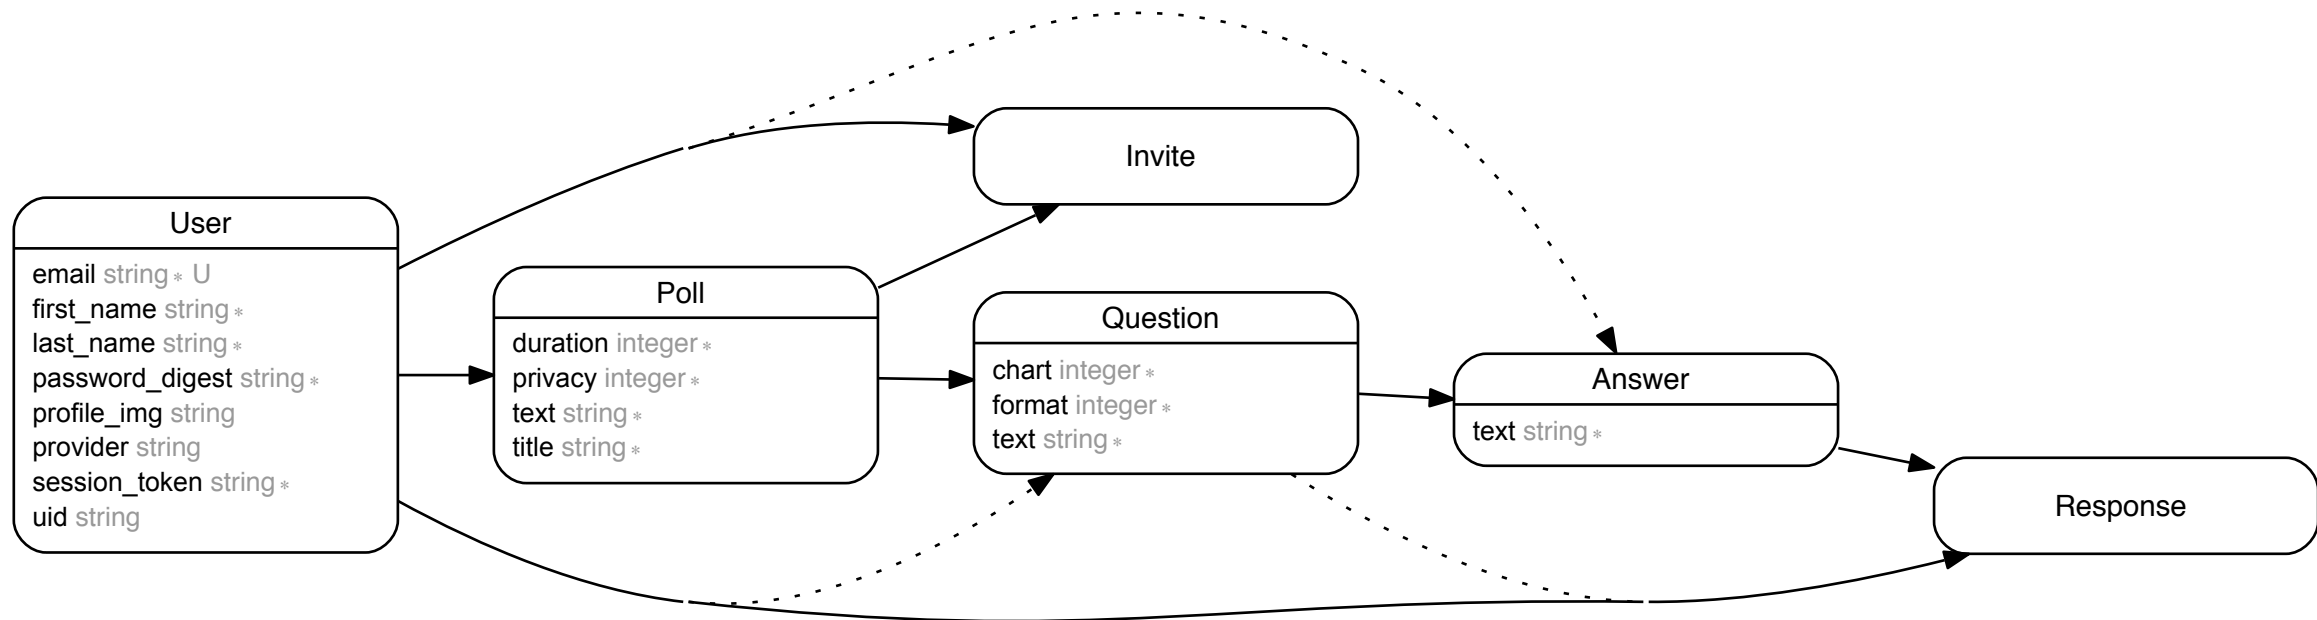 User
email string * U
first_name string *
last_name string *
password_digest string *
profile_img string
provider string
session_token string *
uid string
Poll
duration integer *
privacy integer *
text string *
title string *
Invite
Question
chart integer *
format integer *
text string *
Answer
text string *
Response